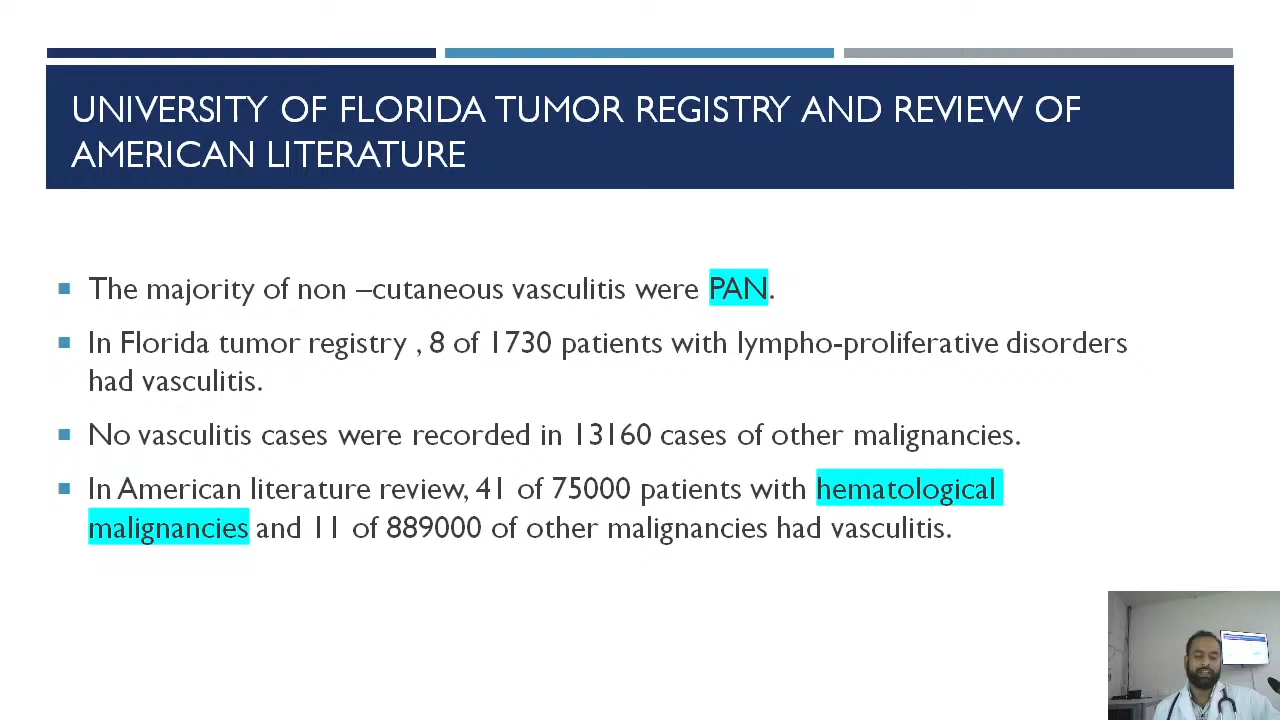 UNIVERSITY OF FLORIDA TUMOR REGISTRY AND REVIEW OF
AMERICAN LITERATURE
The majority of non –cutaneous vasculitis were PAN.
In Florida tumor registry , 8 of 1730 patients with lympho-proliferative disorders
had vasculitis.
No vasculitis cases were recorded in 13160 cases of other malignancies.
In American literature review, 41 of 75000 patients with hematological
malignancies and 11 of 889000 of other malignancies had vasculitis.